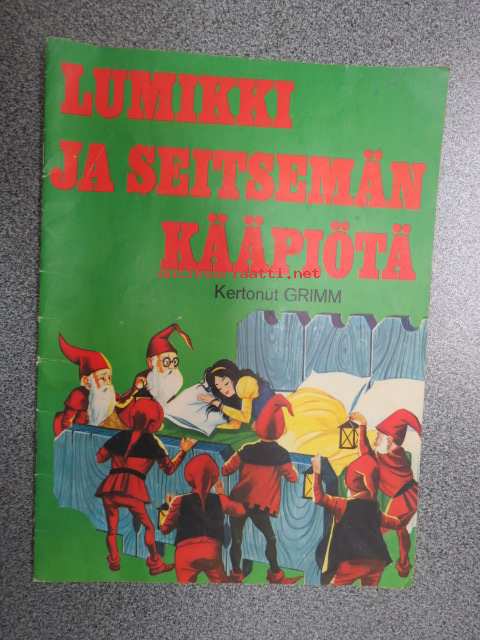 LUMIKKI
JA SEITSEMÄN
KÄÄPIÖTÄ
Kertonut GRIMM